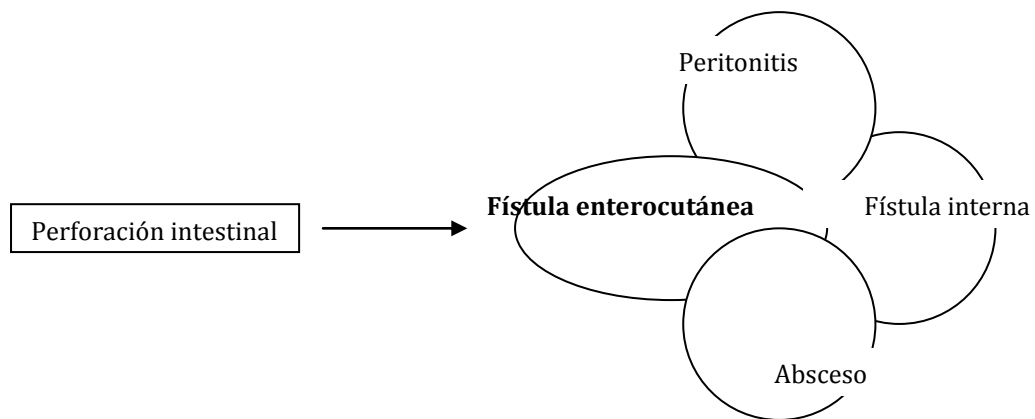 Peritonitis
Fístula enterocutánea
Fístula interna
Perforación intestinal
Absceso